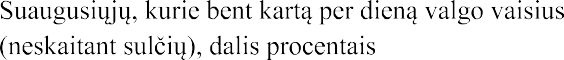 Suaugusiųjų, kurie bent kartą per dieną valgo vaisius
(neskaitant sulčių), dalis procentais